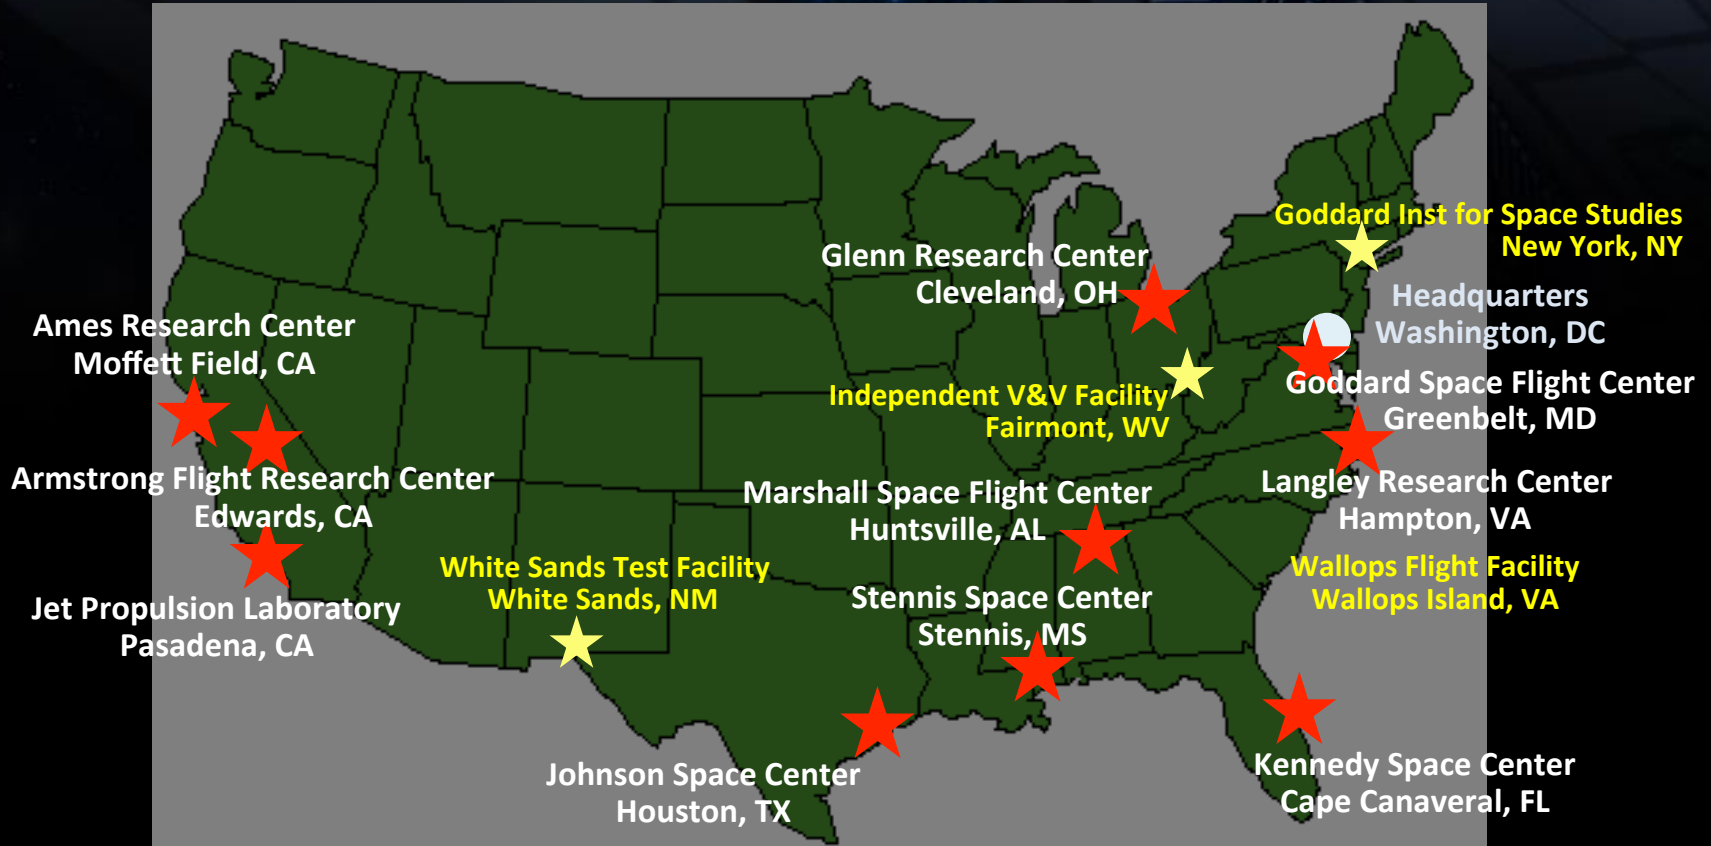 Goddard Inst for Space Studies
New York, NY
Glenn Research Center
Cleveland, OH
Headquarters
Washington, DC
Ames Research Center
Moffett Field, CA
Independent V&V Facility
Fairmont, WV
Goddard Space Flight Center
Greenbelt, MD
Armstrong Flight Research Center
Edwards, CA
Marshall Space Flight Center
Huntsville, AL
Langley Research Center
Hampton, VA
White Sands Test Facility
White Sands, NM
Wallops Flight Facility
Wallops Island, VA
Jet Propulsion Laboratory
Pasadena, CA
Stennis Space Center
Stennis, MS
Johnson Space Center
Houston, TX
Kennedy Space Center
Cape Canaveral, FL